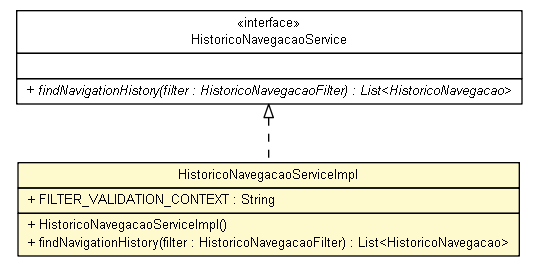 «interface»
HistoricoNavegacaoService
+ findNavigationHistory(filter : HistoricoNavegacaoFilter) : List<HistoricoNavegacao>
HistoricoNavegacaoServiceImpl
+ FILTER_VALIDATION_CONTEXT : String
+ HistoricoNavegacaoServiceImpl()
+ findNavigationHistory(filter : HistoricoNavegacaoFilter) : List<HistoricoNavegacao>